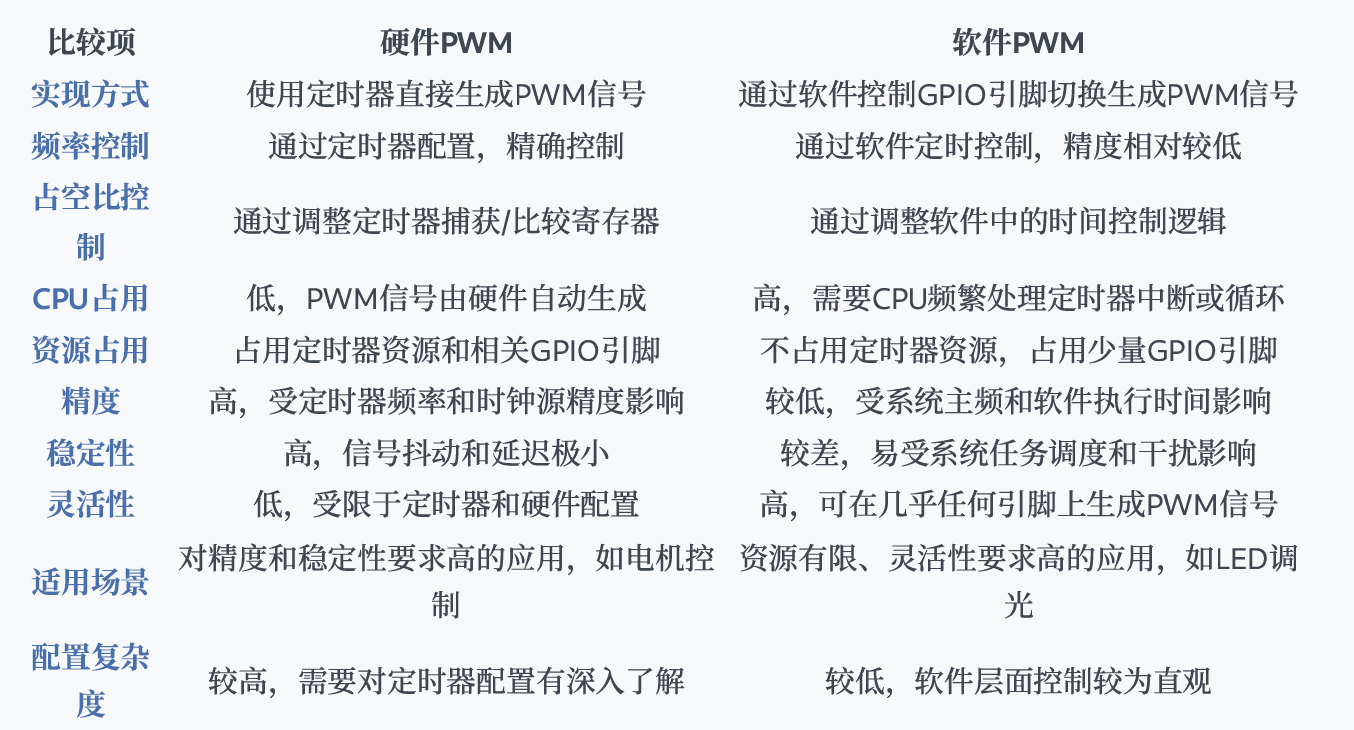 比较项 硬件PWM 软件PWM
实现方式 使用定时器直接生成PWM信号 通过软件控制GPIO引脚切换生成PWM信号
频率控制 通过定时器配置，精确控制 通过软件定时控制，精度相对较低
占空比控
制 通过调整定时器捕获/比较寄存器 通过调整软件中的时间控制逻辑
CPU占用 低，PWM信号由硬件自动生成 高，需要CPU频繁处理定时器中断或循环
资源占用 占用定时器资源和相关GPIO引脚 不占用定时器资源，占用少量GPIO引脚
精度 高，受定时器频率和时钟源精度影响 较低，受系统主频和软件执行时间影响
稳定性 高，信号抖动和延迟极小 较差，易受系统任务调度和干扰影响
灵活性 低，受限于定时器和硬件配置 高，可在几乎任何引脚上生成PWM信号
适用场景 对精度和稳定性要求高的应用，如电机控
制 资源有限、灵活性要求高的应用，如LED调
光
配置复杂
度 较高，需要对定时器配置有深入了解 较低，软件层面控制较为直观